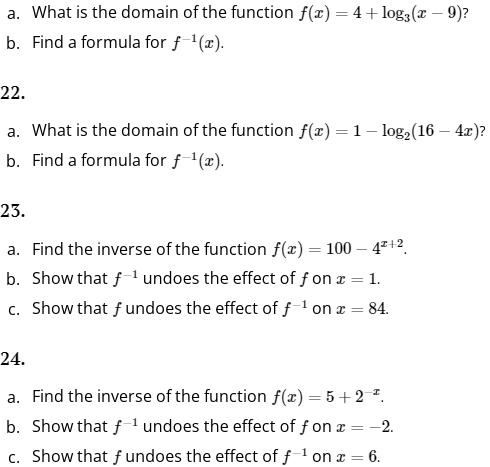 a. What is the domain of the function f(x) = 4 + log₃(x − 9)?
b. Find a formula for f⁻¹(x).
22.
a. What is the domain of the function f(x) = 1 − log₂(16 − 4x)?
b. Find a formula for f⁻¹(x).
23.
a. Find the inverse of the function f(x) = 100 − 4ˣ⁺².
b. Show that f⁻¹ undoes the effect of f on x = 1.
c. Show that f undoes the effect of f⁻¹ on x = 84.
24.
a. Find the inverse of the function f(x) = 5 + 2⁻ˣ.
b. Show that f⁻¹ undoes the effect of f on x = −2.
c. Show that f undoes the effect of f⁻¹ on x = 6.